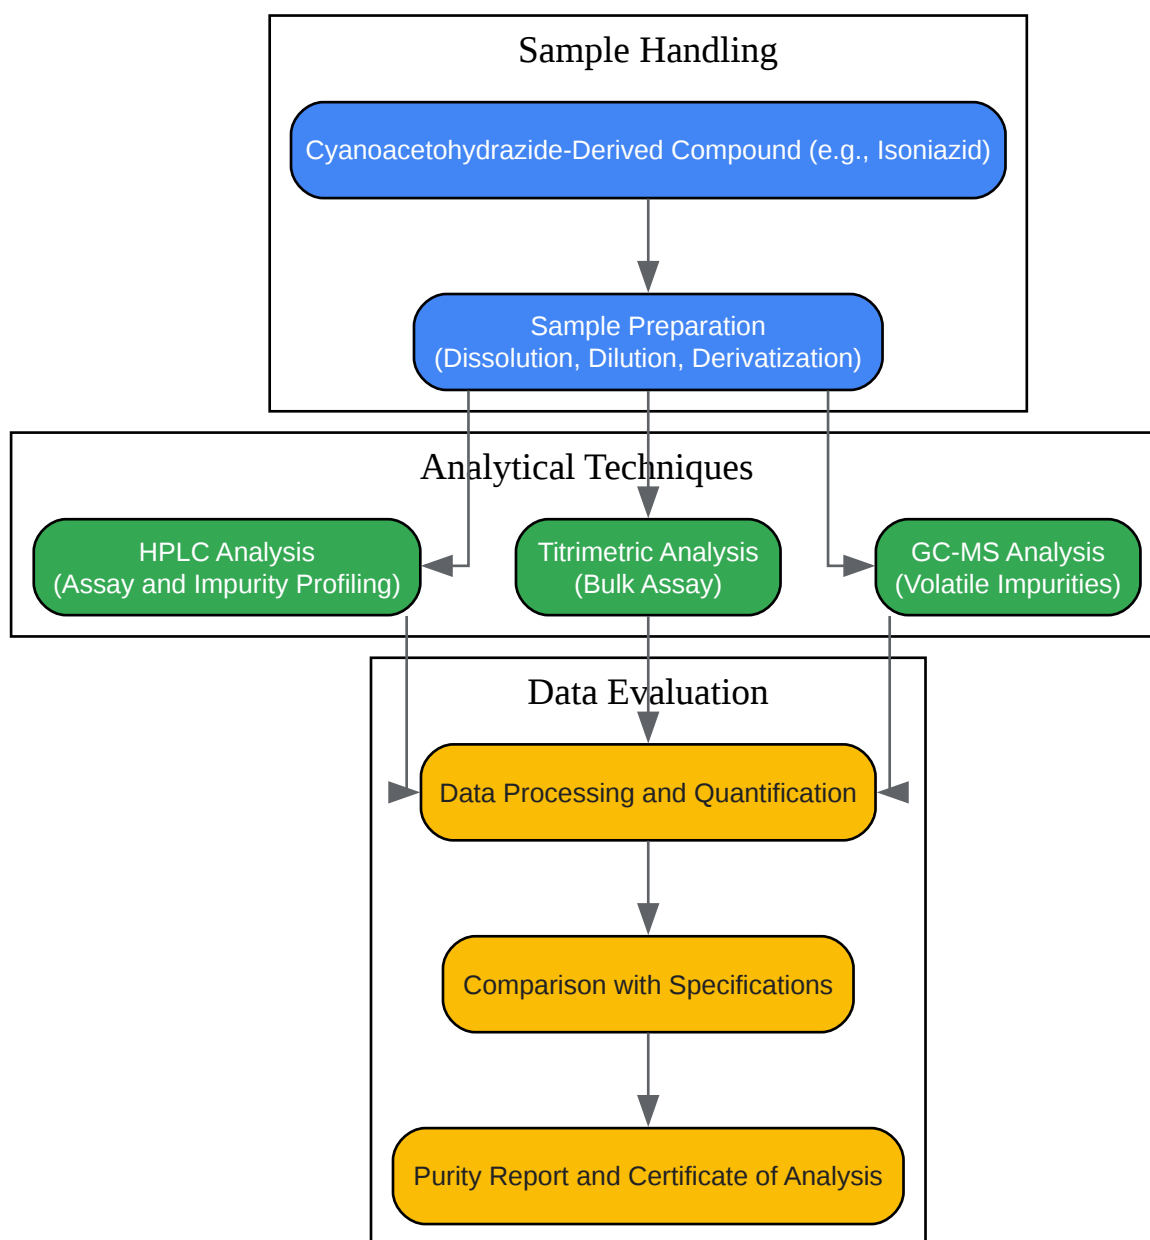 Sample Handling
Cyanoacetohydrazide-Derived Compound (e.g., Isoniazid)
Sample Preparation
(Dissolution, Dilution, Derivatization)
Analytical Techniques
HPLC Analysis
(Assay and Impurity Profiling)
Titrimetric Analysis
(Bulk Assay)
GC-MS Analysis
(Volatile Impurities)
Data Evaluation
Data Processing and Quantification
Comparison with Specifications
Purity Report and Certificate of Analysis